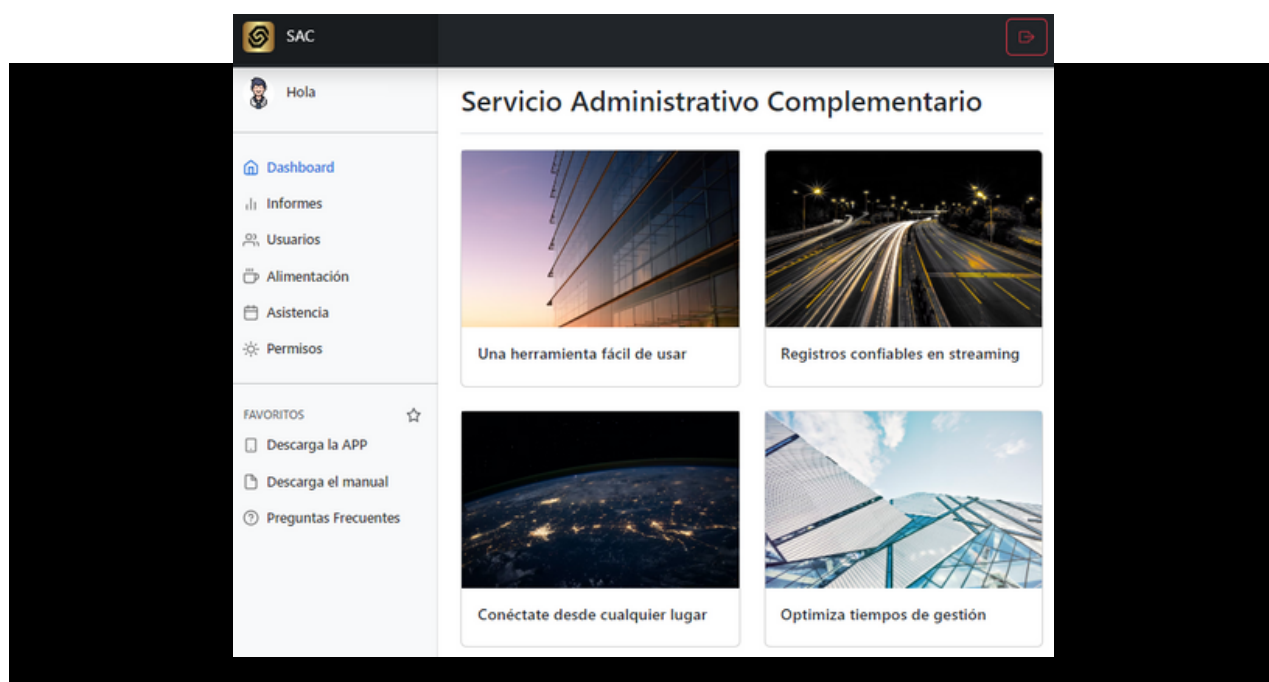 SAC
Hola
Dashboard
Informes
Usuarios
Alimentación
Asistencia
Permisos
FAVORITOS
Descarga la APP
Descarga el manual
Preguntas Frecuentes
Servicio Administrativo Complementario
Una herramienta fácil de usar
Registros confiables en streaming
Conéctate desde cualquier lugar
Optimiza tiempos de gestión